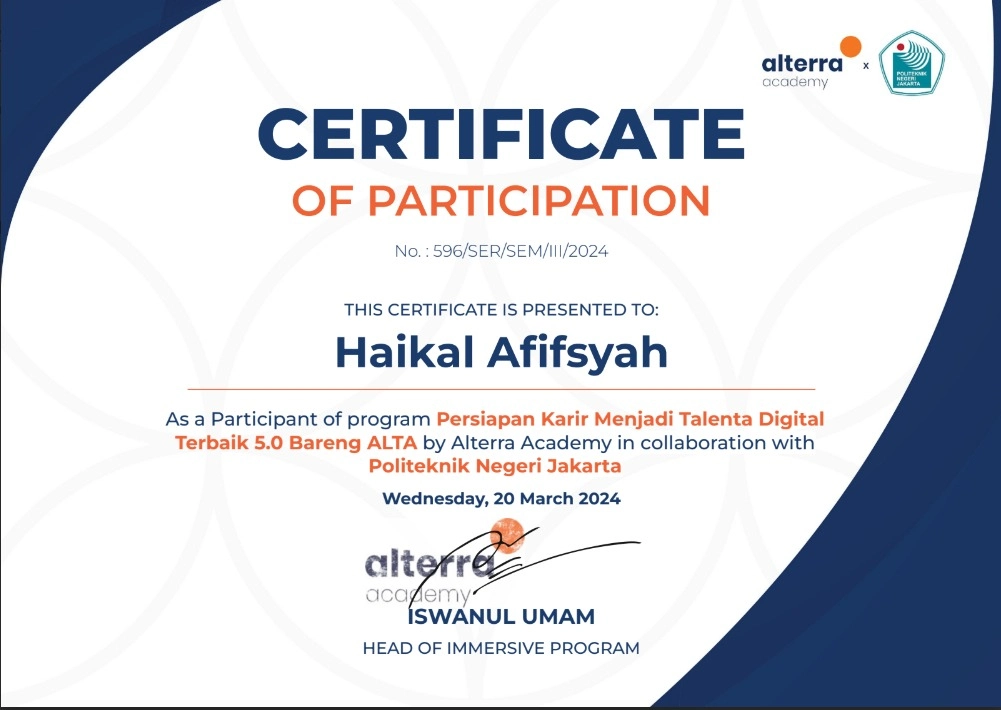 alterra
academy
x
POLITEKNIK
NEGERI
JAKARTA
CERTIFICATE
OF PARTICIPATION
No. : 596/SER/SEM/III/2024
THIS CERTIFICATE IS PRESENTED TO:
Haikal Afifsyah
As a Participant of program Persiapan Karir Menjadi Talenta Digital
Terbaik 5.0 Bareng ALTA by Alterra Academy in collaboration with
Politeknik Negeri Jakarta
Wednesday, 20 March 2024
alterra
academy
ISWANUL UMAM
HEAD OF IMMERSIVE PROGRAM